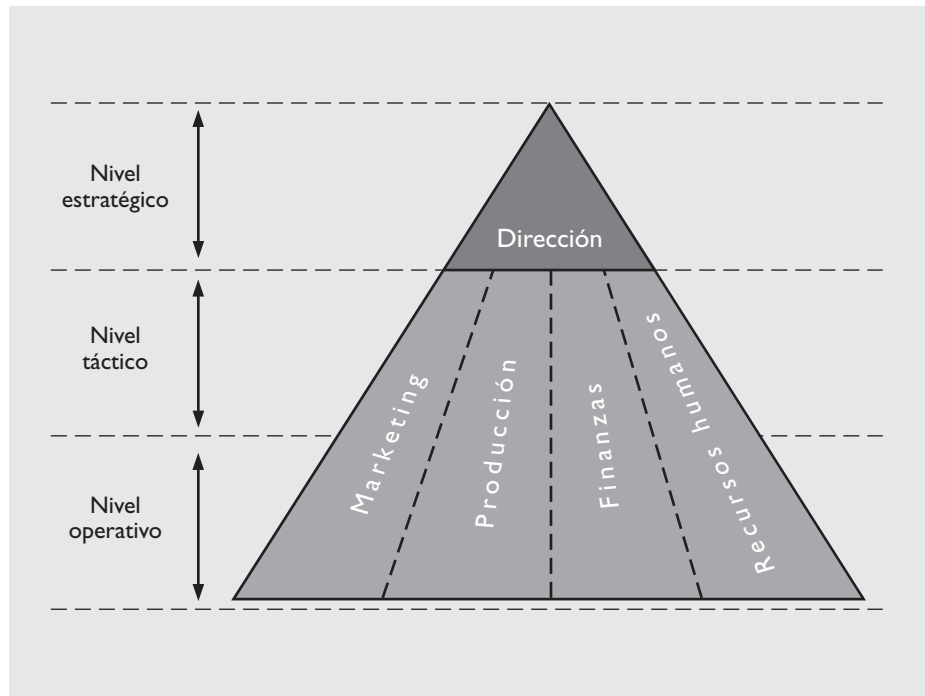 Nivel
estratégico
Dirección
Nivel
táctico
Nivel
operativo
Marketing
Producción
Finanzas
Recursos humanos